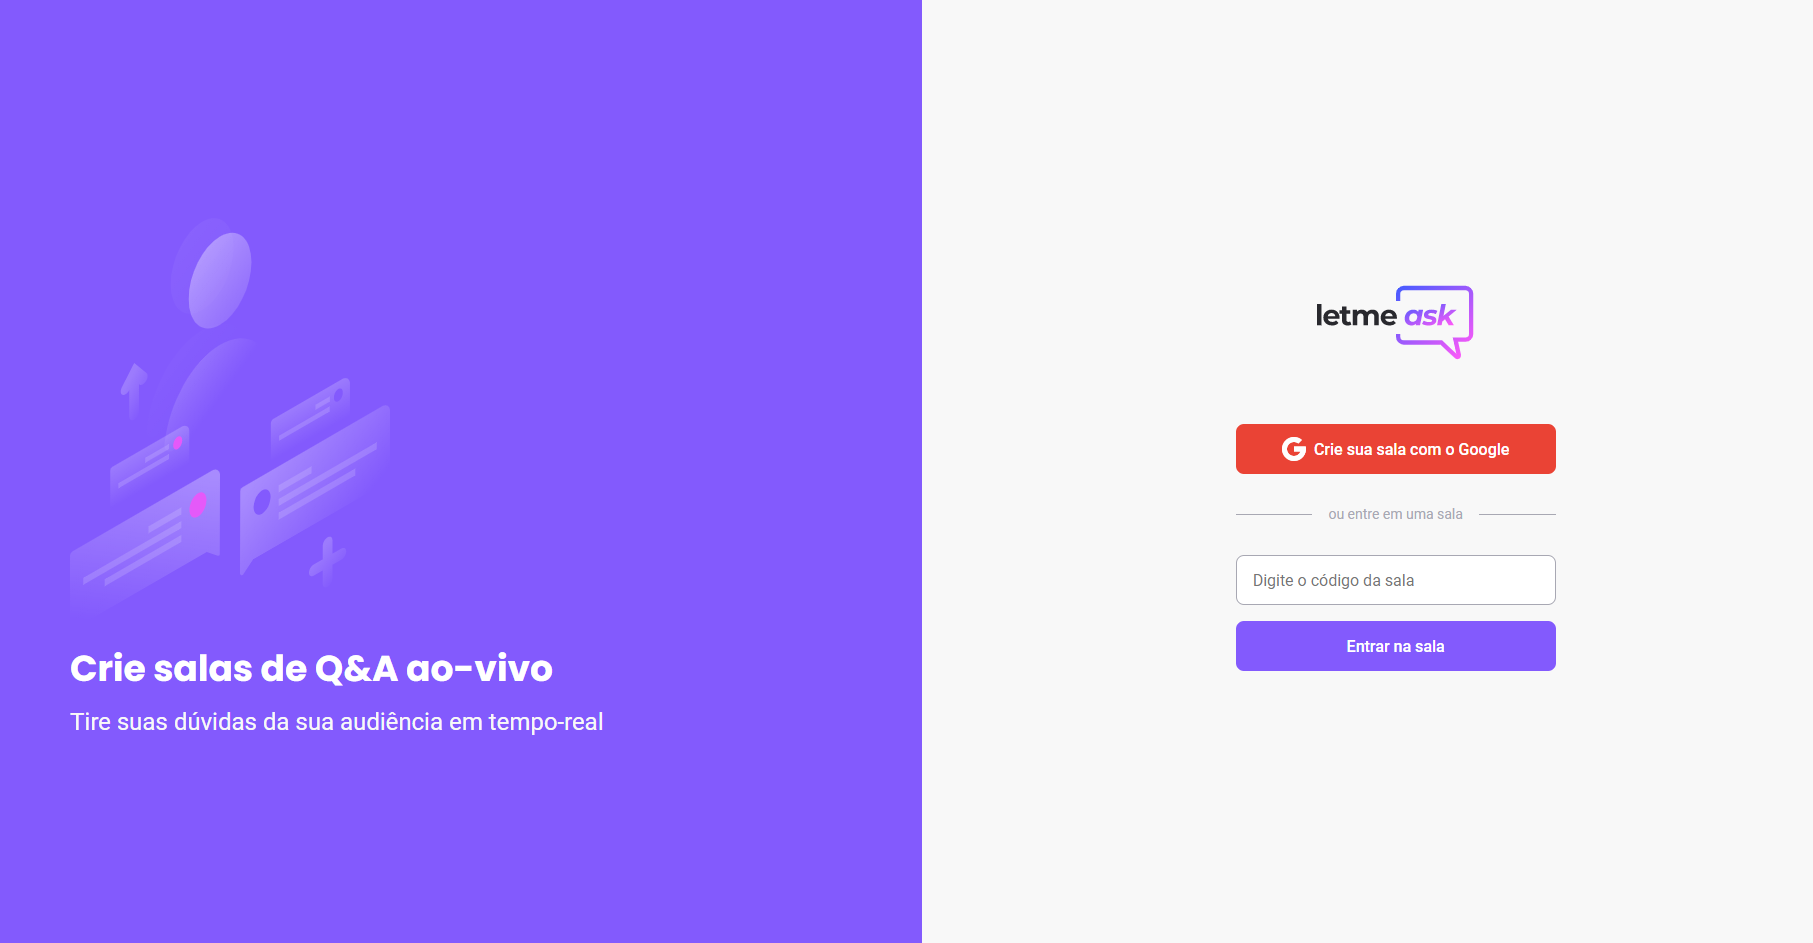 Crie salas de Q&A ao-vivo
Tire suas dúvidas da sua audiência em tempo-real
letme ask
Crie sua sala com o Google
ou entre em uma sala
Digite o código da sala
Entrar na sala